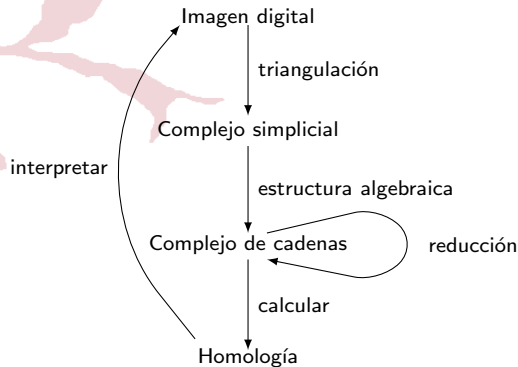 Imagen digital
triangulación
Complejo simplicial
interpretar
estructura algebraica
Complejo de cadenas
reducción
calcular
Homología